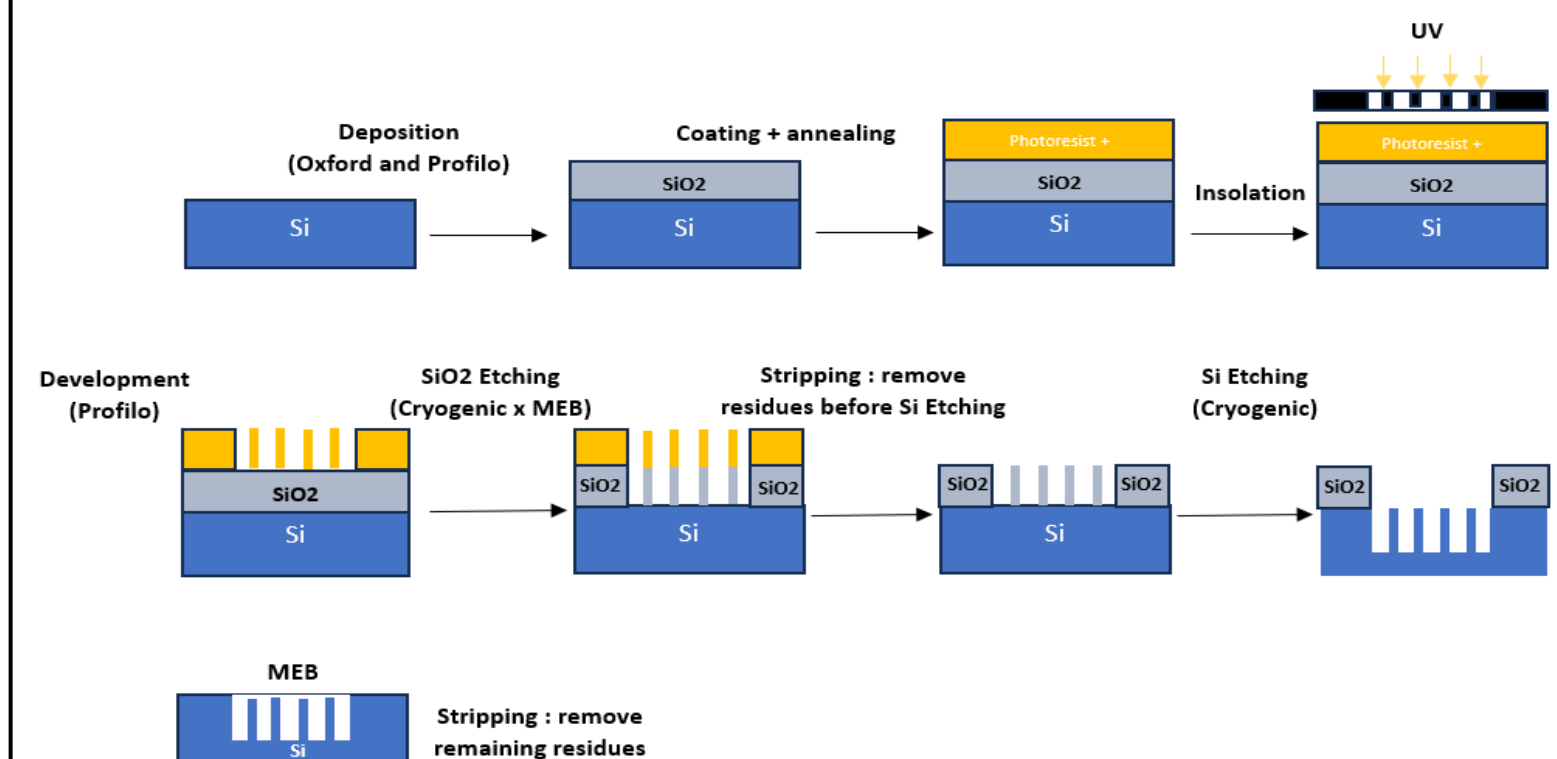 UV
Deposition
(Oxford and Profilo)
Coating + annealing
Insolation
Si
SiO2
Si
Photoresist +
SiO2
Si
Photoresist +
SiO2
Si
Development
(Profilo)
SiO2 Etching
(Cryogenic x MEB)
Stripping : remove
residues before Si Etching
Si Etching
(Cryogenic)
SiO2
Si
SiO2
SiO2
Si
SiO2
SiO2
Si
SiO2
SiO2
MEB
Si
Stripping : remove
remaining residues